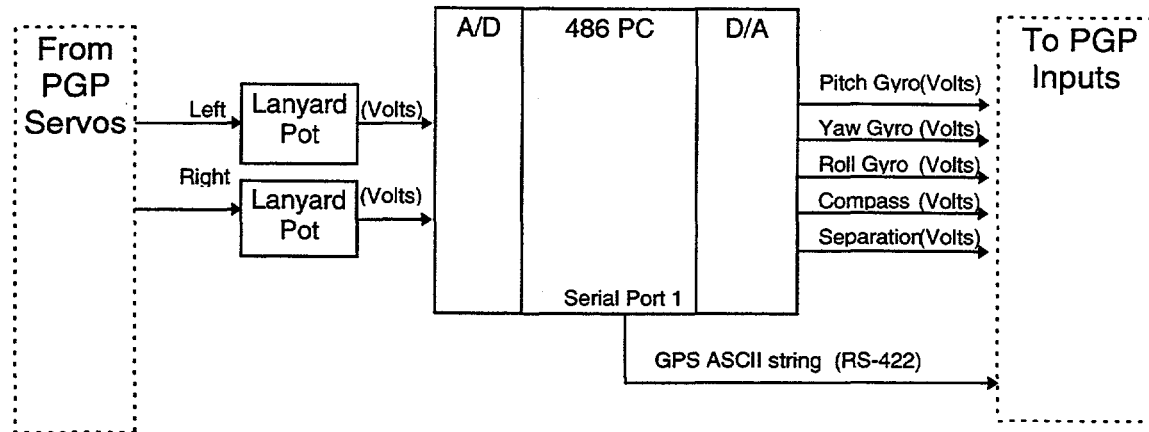 From
PGP
Servos
Left
Lanyard
Pot
(Volts)
Right
Lanyard
Pot
(Volts)
A/D
486 PC
D/A
Serial Port 1
Pitch Gyro(Volts)
Yaw Gyro (Volts)
Roll Gyro (Volts)
Compass (Volts)
Separation(Volts)
GPS ASCII string (RS-422)
To PGP
Inputs